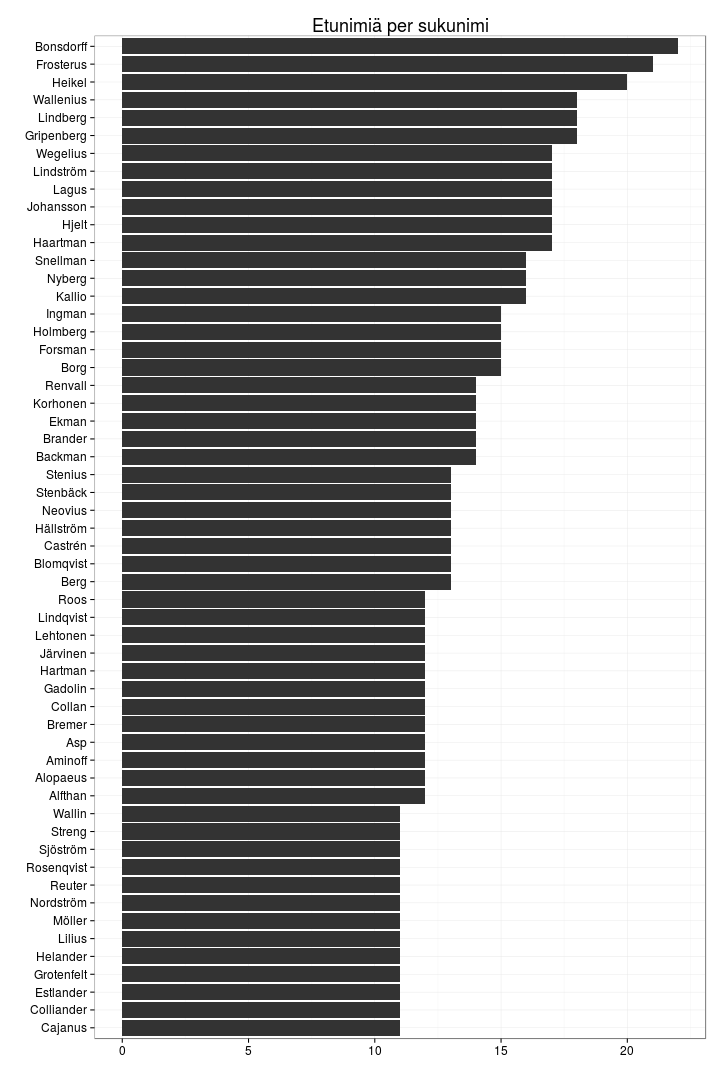 Etunimiä per sukunimi
Bonsdorff
Frosterus
Heikel
Wallenius
Lindberg
Gripenberg
Wegelius
Lindström
Lagus
Johansson
Hjelt
Haartman
Snellman
Nyberg
Kallio
Ingman
Holmberg
Forsman
Borg
Renvall
Korhonen
Ekman
Brander
Backman
Stenius
Stenbäck
Neovius
Hällström
Castrén
Blomqvist
Berg
Roos
Lindqvist
Lehtonen
Järvinen
Hartman
Gadolin
Collan
Bremer
Asp
Aminoff
Alopaeus
Alfthan
Wallin
Streng
Sjöström
Rosenqvist
Reuter
Nordström
Möller
Lilius
Helander
Grotenfelt
Estlander
Colliander
Cajanus
0 5 10 15 20